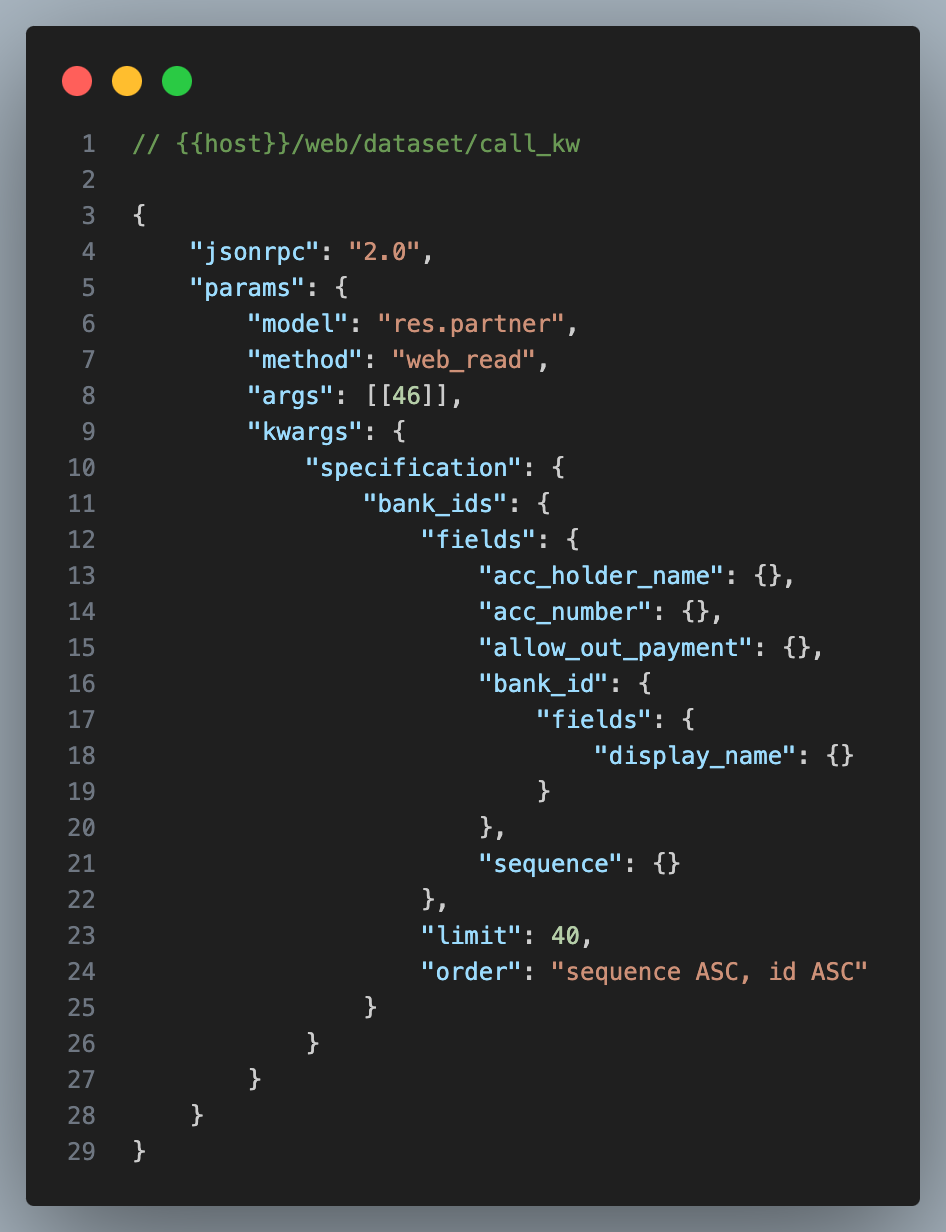 1 // {{host}}/web/dataset/call_kw
2
3 {
4     "jsonrpc": "2.0",
5     "params": {
6         "model": "res.partner",
7         "method": "web_read",
8         "args": [[46]],
9         "kwargs": {
10             "specification": {
11                 "bank_ids": {
12                     "fields": {
13                         "acc_holder_name": {},
14                         "acc_number": {},
15                         "allow_out_payment": {},
16                         "bank_id": {
17                             "fields": {
18                                 "display_name": {}
19                             }
20                         },
21                         "sequence": {}
22                     },
23                     "limit": 40,
24                     "order": "sequence ASC, id ASC"
25                 }
26             }
27         }
28     }
29 }